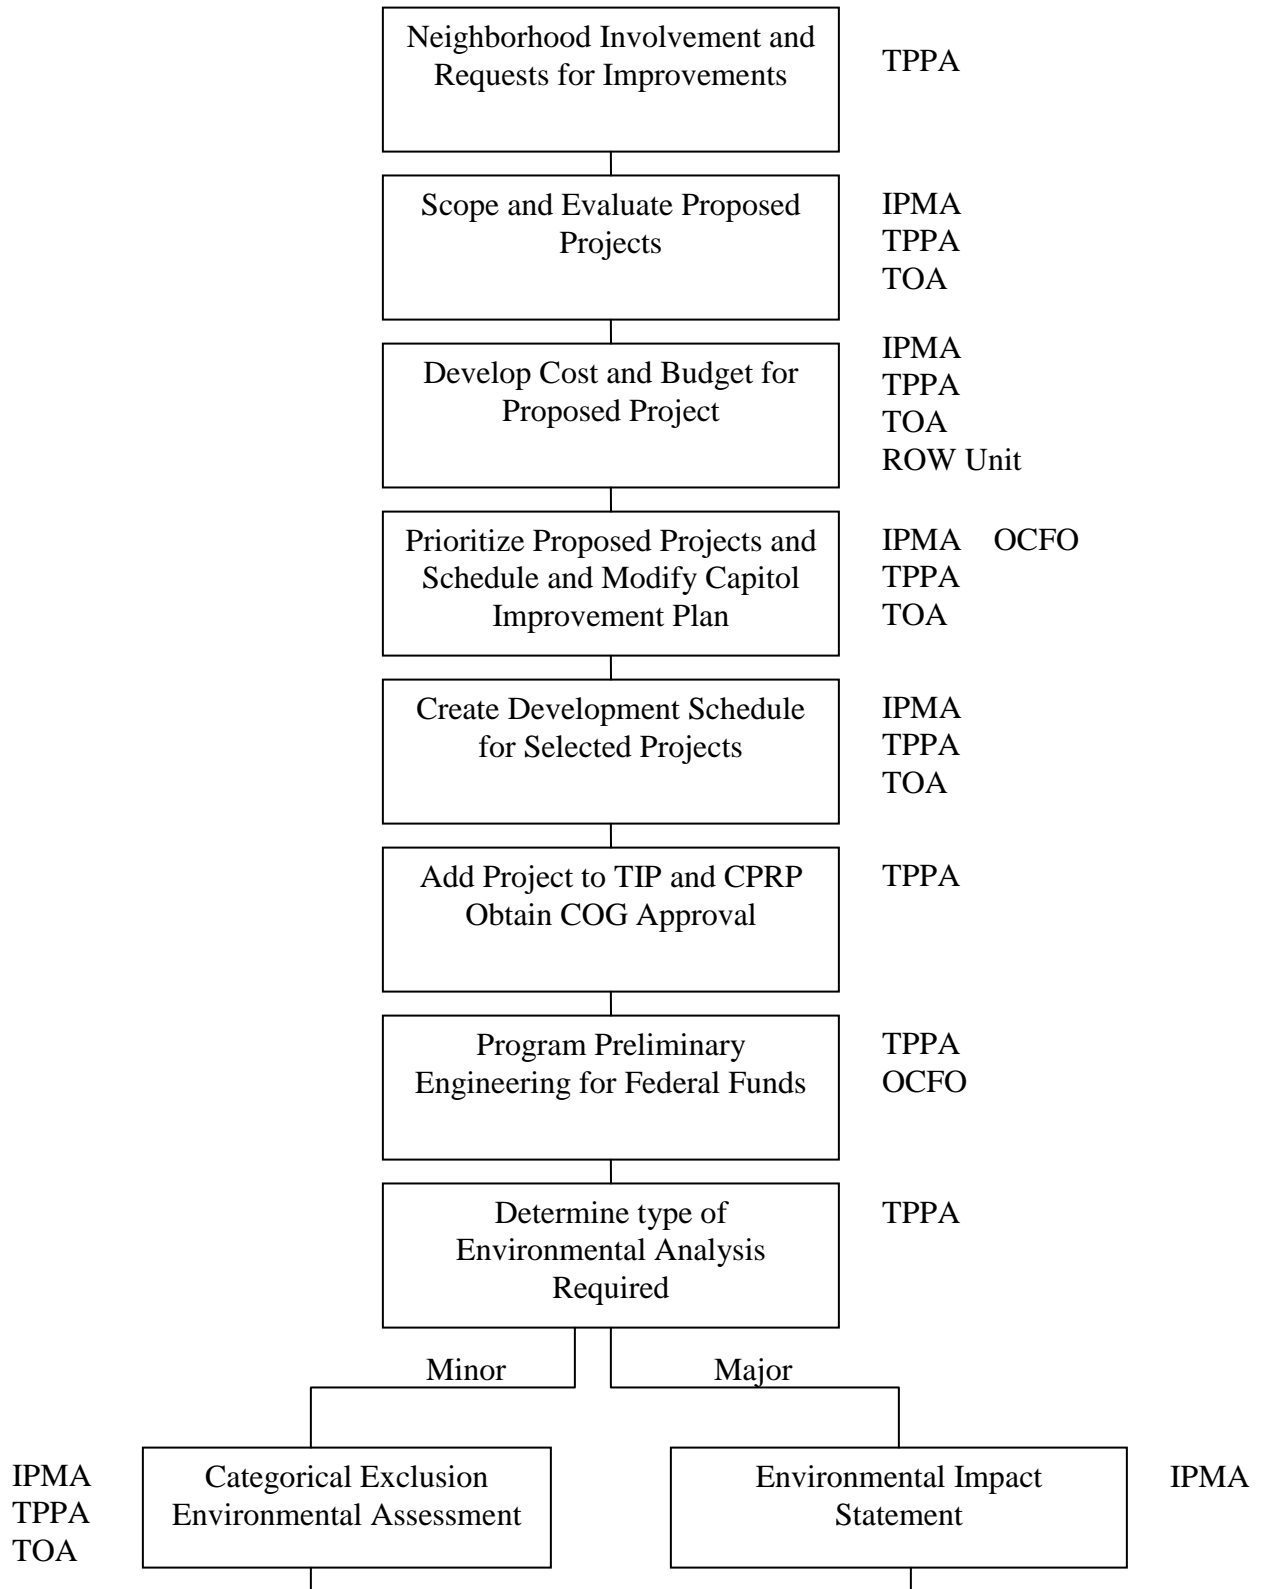 Neighborhood Involvement and
Requests for Improvements
TPPA
Scope and Evaluate Proposed
Projects
IPMA
TPPA
TOA
Develop Cost and Budget for
Proposed Project
IPMA
TPPA
TOA
ROW Unit
Prioritize Proposed Projects and
Schedule and Modify Capitol
Improvement Plan
IPMA OCFO
TPPA
TOA
Create Development Schedule
for Selected Projects
IPMA
TPPA
TOA
Add Project to TIP and CPRP
Obtain COG Approval
TPPA
Program Preliminary
Engineering for Federal Funds
TPPA
OCFO
Determine type of
Environmental Analysis
Required
TPPA
Minor
Major
IPMA
TPPA
TOA
Categorical Exclusion
Environmental Assessment
Environmental Impact
Statement
IPMA